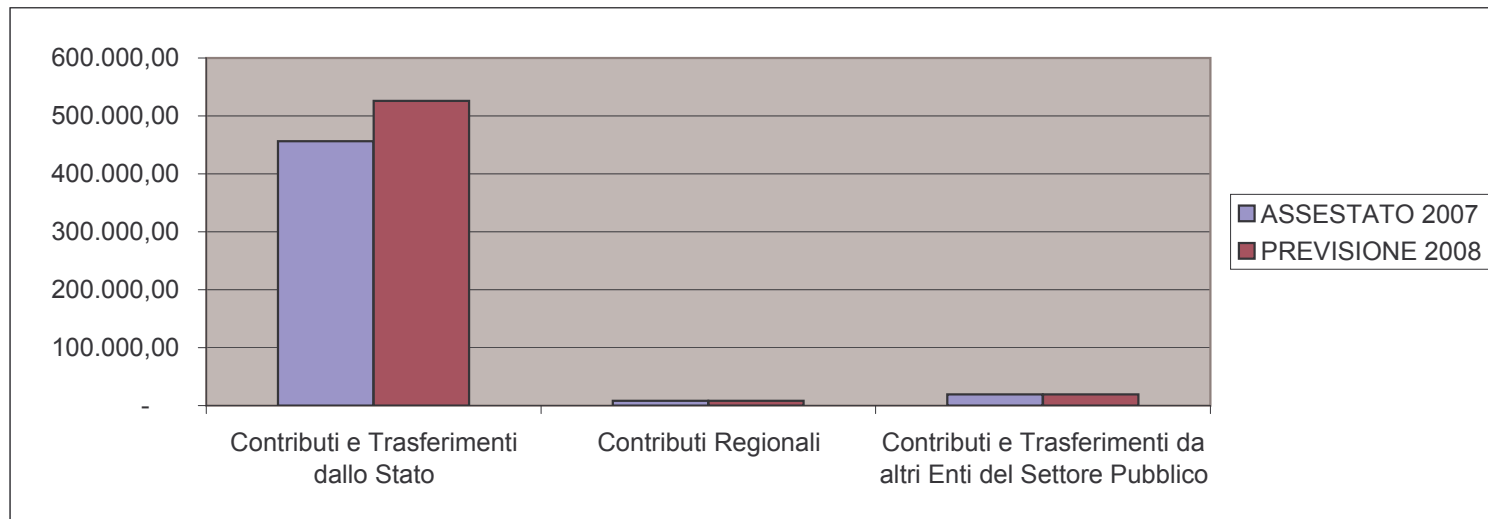 600.000,00
500.000,00
400.000,00
300.000,00
200.000,00
100.000,00
-
Contributi e Trasferimenti
dallo Stato
Contributi Regionali
Contributi e Trasferimenti da
altri Enti del Settore Pubblico
ASSESTATO 2007
PREVISIONE 2008